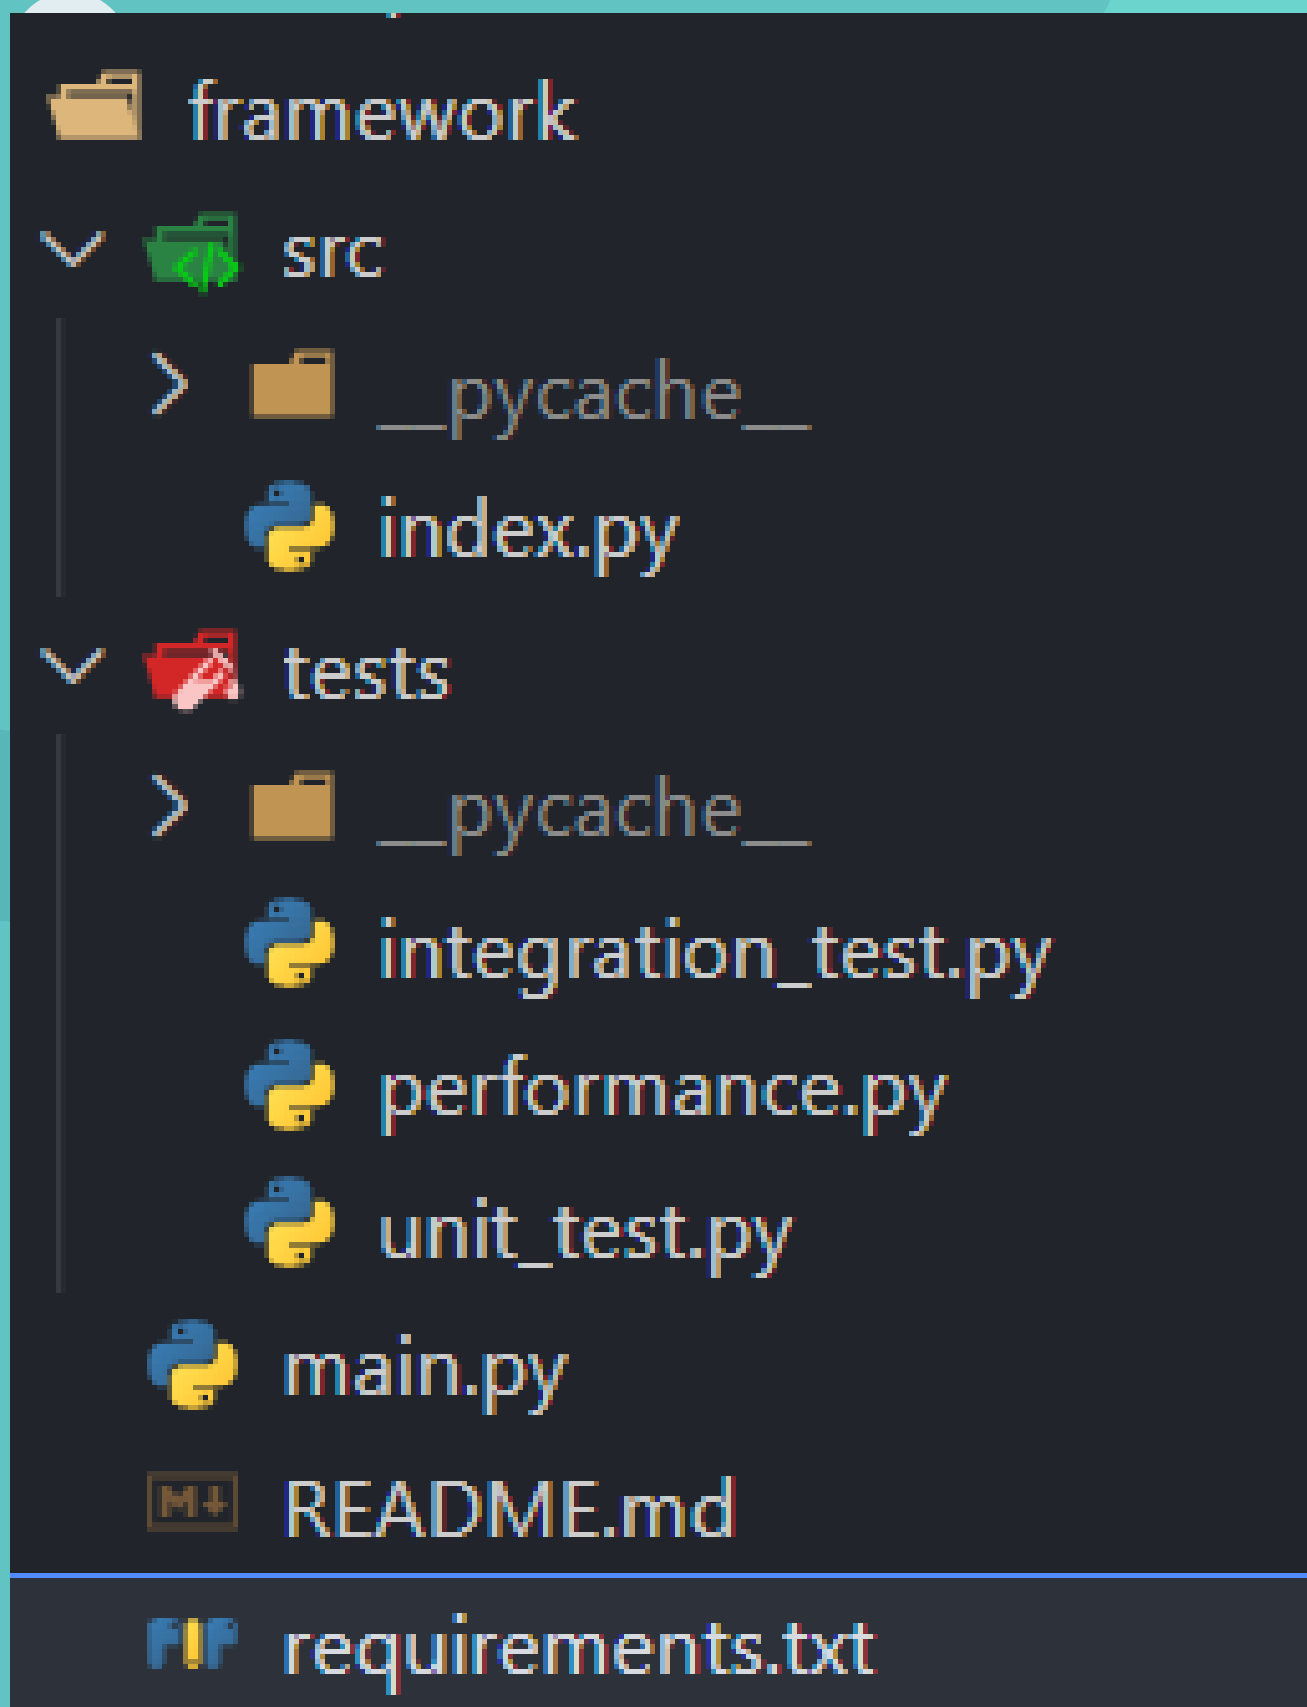 framework
src
__pycache__
index.py
tests
__pycache__
integration_test.py
performance.py
unit_test.py
main.py
README.md
requirements.txt